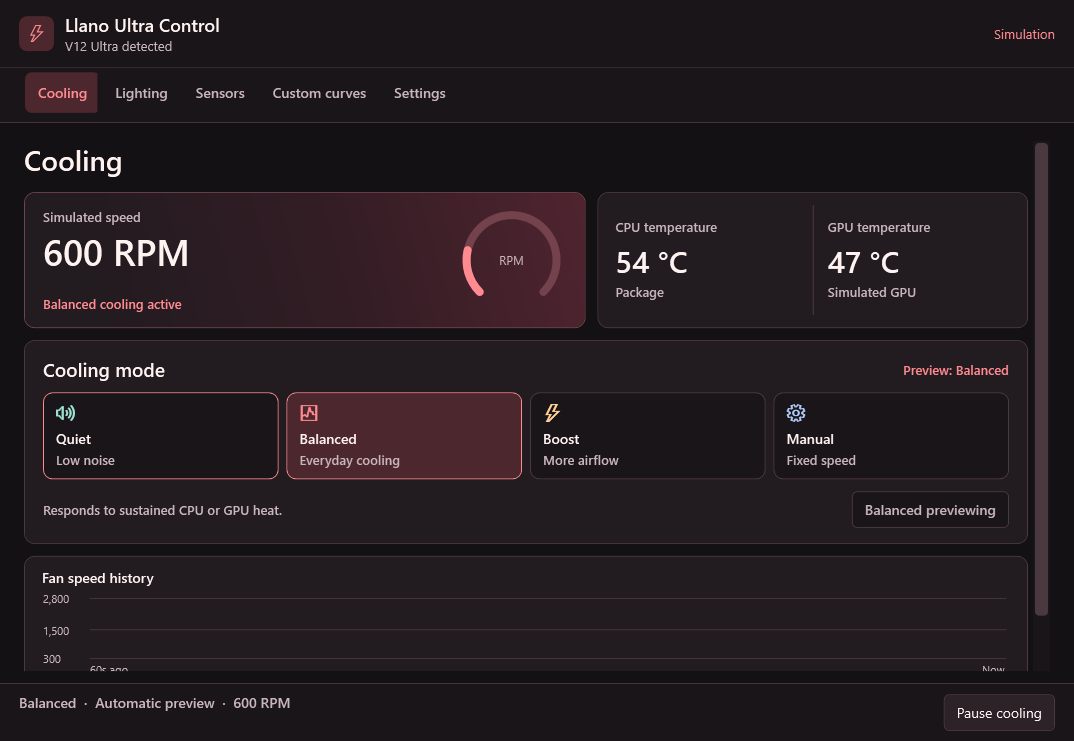 Llano Ultra Control
V12 Ultra detected
Simulation
Cooling
Lighting
Sensors
Custom curves
Settings
Cooling
Simulated speed
600 RPM
RPM
Balanced cooling active
CPU temperature
54 °C
Package
GPU temperature
47 °C
Simulated GPU
Cooling mode
Preview: Balanced
Quiet
Low noise
Balanced
Everyday cooling
Boost
More airflow
Manual
Fixed speed
Responds to sustained CPU or GPU heat.
Balanced previewing
Fan speed history
2,800
1,500
300
60s ago
Now
Balanced · Automatic preview · 600 RPM
Pause cooling